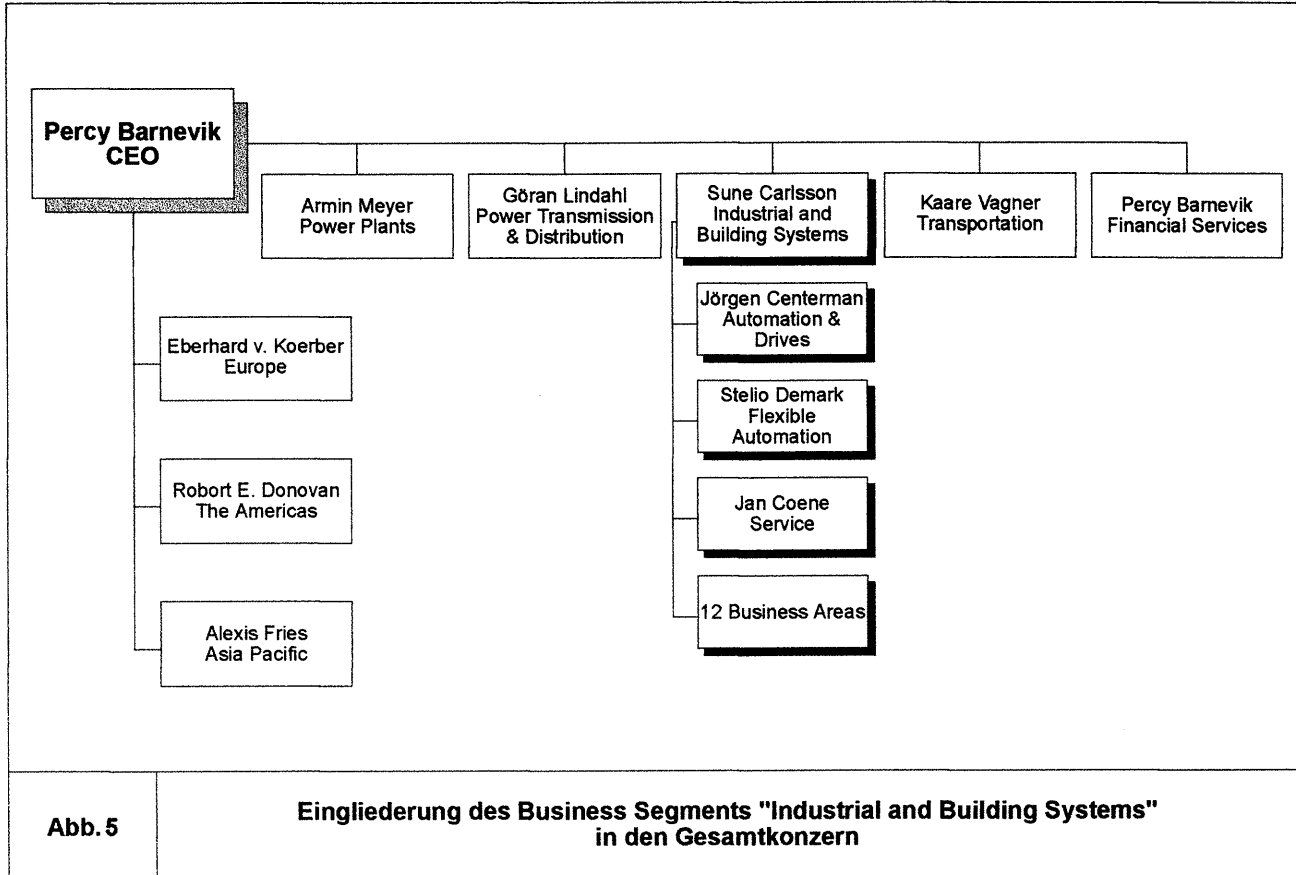 Percy Barnevik
CEO
Armin Meyer
Power Plants
Göran Lindahl
Power Transmission
& Distribution
Sune Carlsson
Industrial and
Building Systems
Kaare Vagner
Transportation
Percy Barnevik
Financial Services
Eberhard v. Koerber
Europe
Robort E. Donovan
The Americas
Alexis Fries
Asia Pacific
Jörgen Centerman
Automation &
Drives
Stelio Demark
Flexible
Automation
Jan Coene
Service
12 Business Areas
Abb. 5
Eingliederung des Business Segments "Industrial and Building Systems"
in den Gesamtkonzern